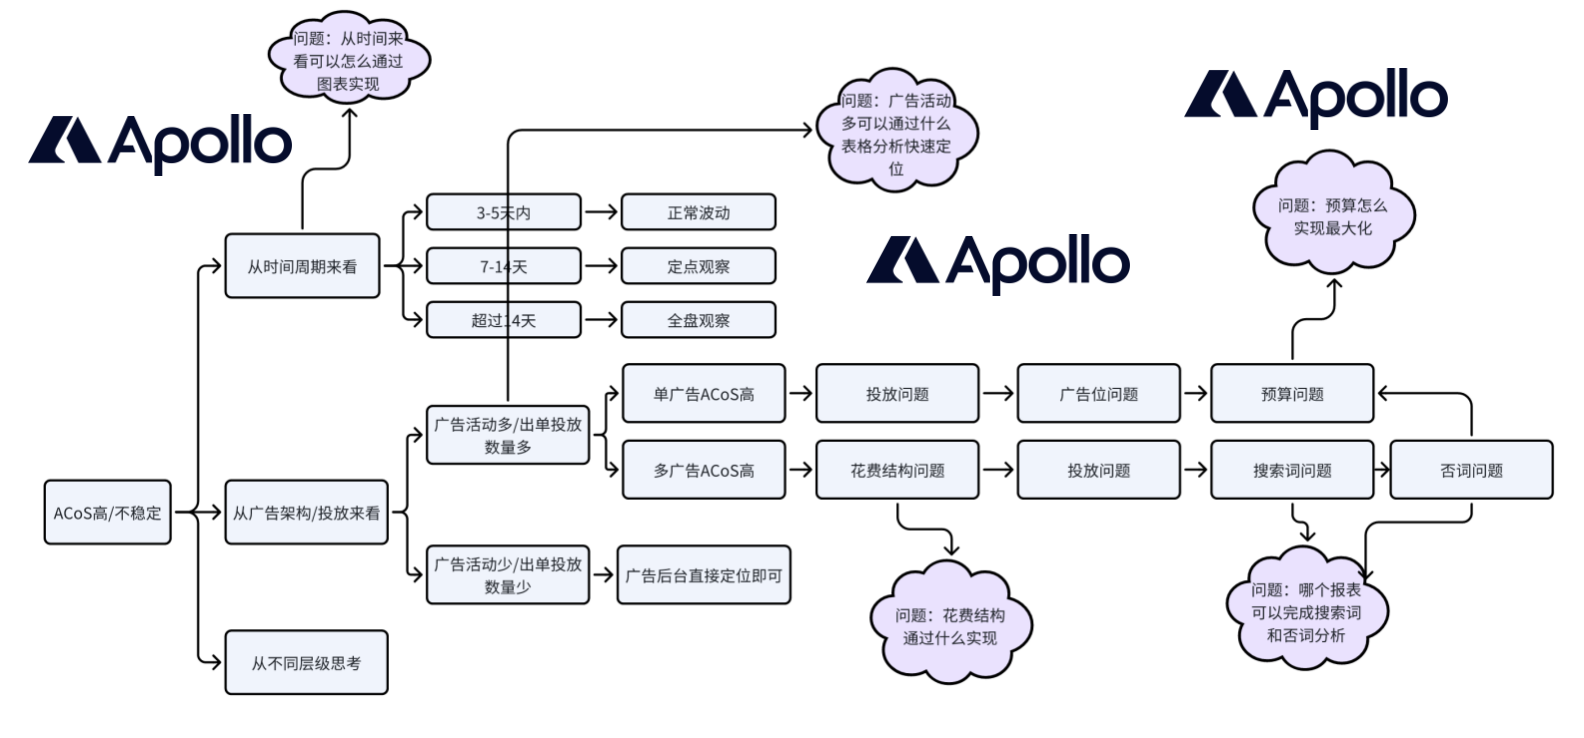 问题：从时间来
看可以怎么通过
图表实现
Apollo
问题：广告活动
多可以通过什么
表格分析快速定
位
Apollo
问题：预算怎么
实现最大化
Apollo
从时间周期来看
3-5天内
正常波动
7-14天
定点观察
超过14天
全盘观察
ACoS高/不稳定
从广告架构/投放来看
广告活动多/出单投放
数量多
单广告ACoS高
投放问题
广告位问题
预算问题
多广告ACoS高
花费结构问题
投放问题
搜索词问题
否词问题
广告活动少/出单投放
数量少
广告后台直接定位即可
问题：花费结构
通过什么实现
问题：哪个报表
可以完成搜索词
和否词分析
从不同层级思考